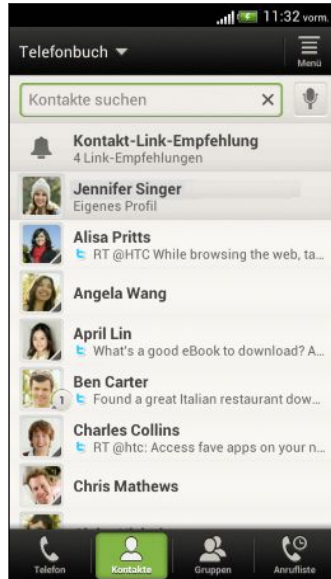 11:32 vorm.
Telefonbuch
Menü
Kontakte suchen
Kontakt-Link-Empfehlung
4 Link-Empfehlungen
Jennifer Singer
Eigenes Profil
Alisa Pritts
RT @HTC While browsing the web, ta...
Angela Wang
April Lin
What's a good eBook to download? A...
Ben Carter
1
Found a great Italian restaurant dow...
Charles Collins
RT @htc: Access fave apps on your n...
Chris Mathews
Telefon
Kontakte
Gruppen
Anrufliste